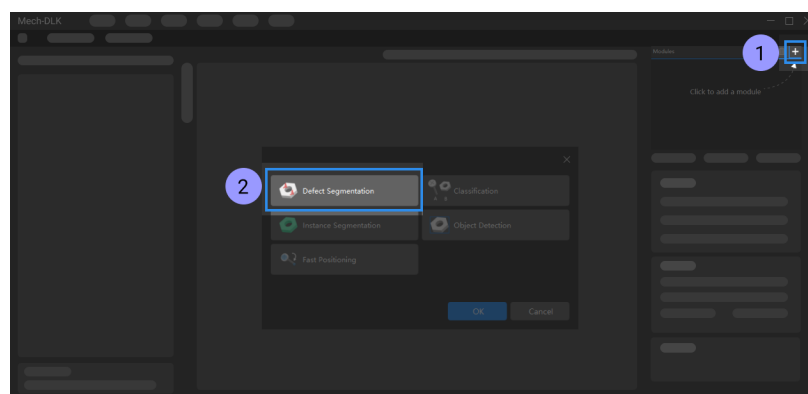 Mech-DLK
Modules
1
+
Click to add a module
2
Defect Segmentation
Classification
Instance Segmentation
Object Detection
Fast Positioning
OK
Cancel